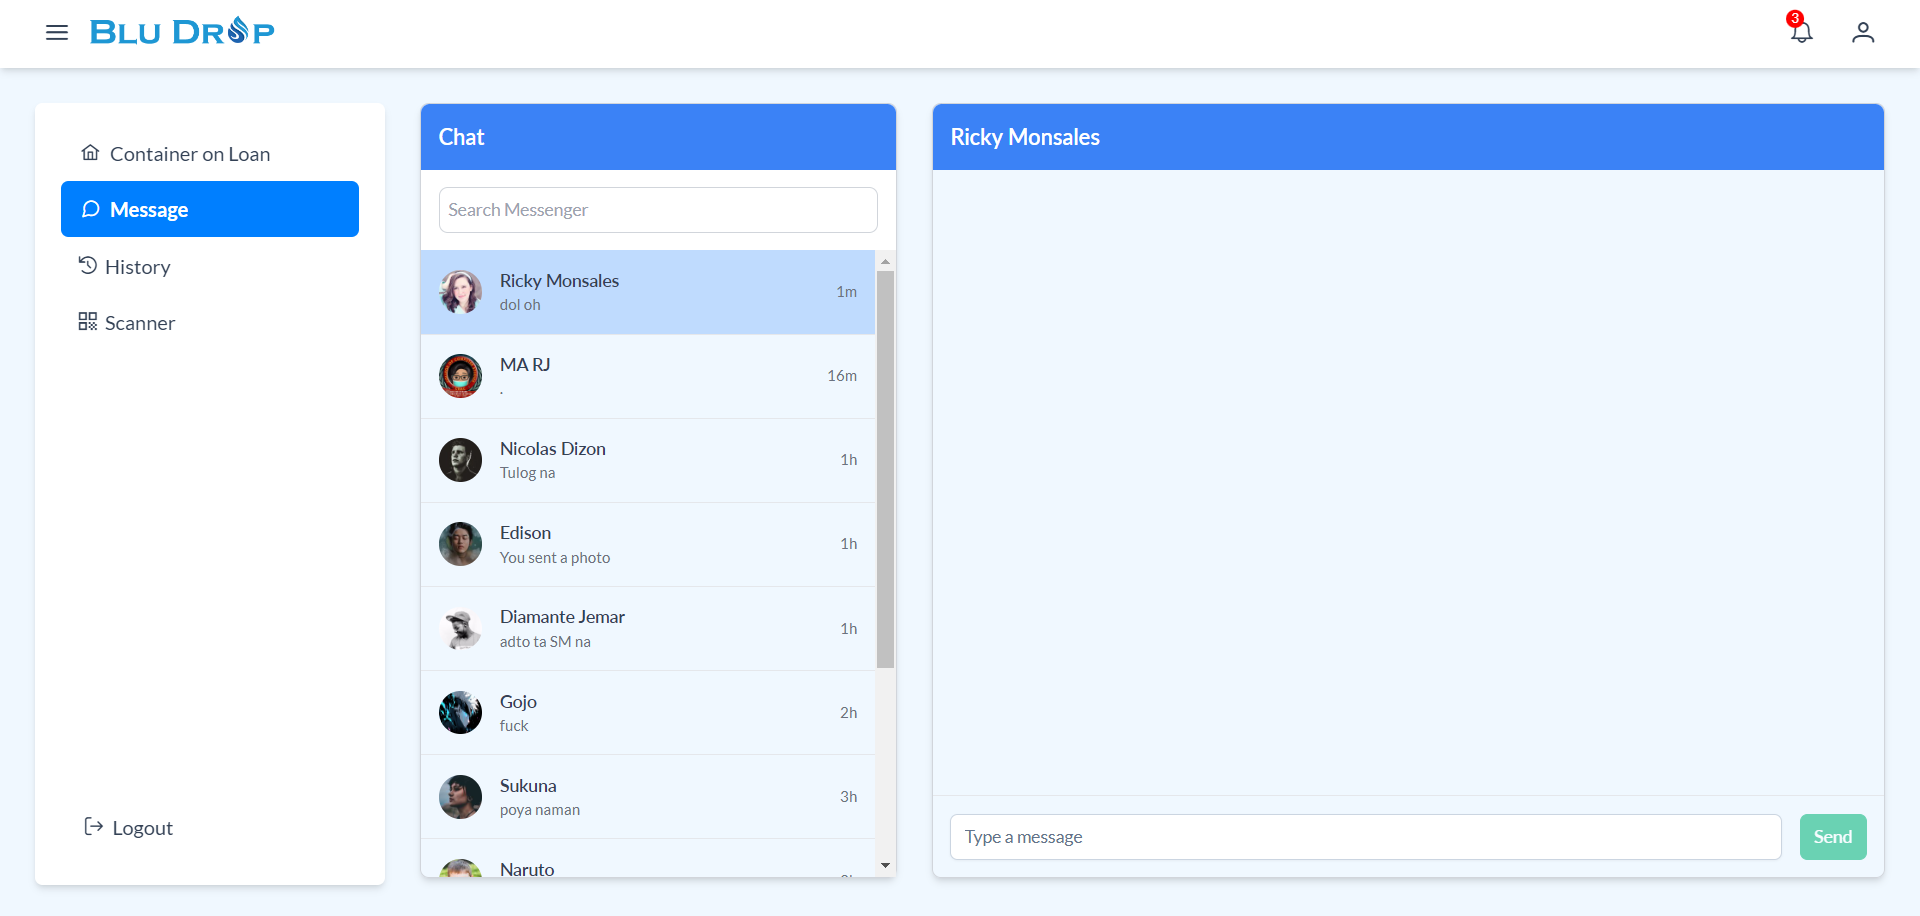 BLU DROP
3
Container on Loan
Message
History
Scanner
Logout
Chat
Search Messenger
Ricky Monsales
dol oh
1m
MA RJ
.
16m
Nicolas Dizon
Tulog na
1h
Edison
You sent a photo
1h
Diamante Jemar
adto ta SM na
1h
Gojo
fuck
2h
Sukuna
poya naman
3h
Naruto
Ricky Monsales
Type a message
Send